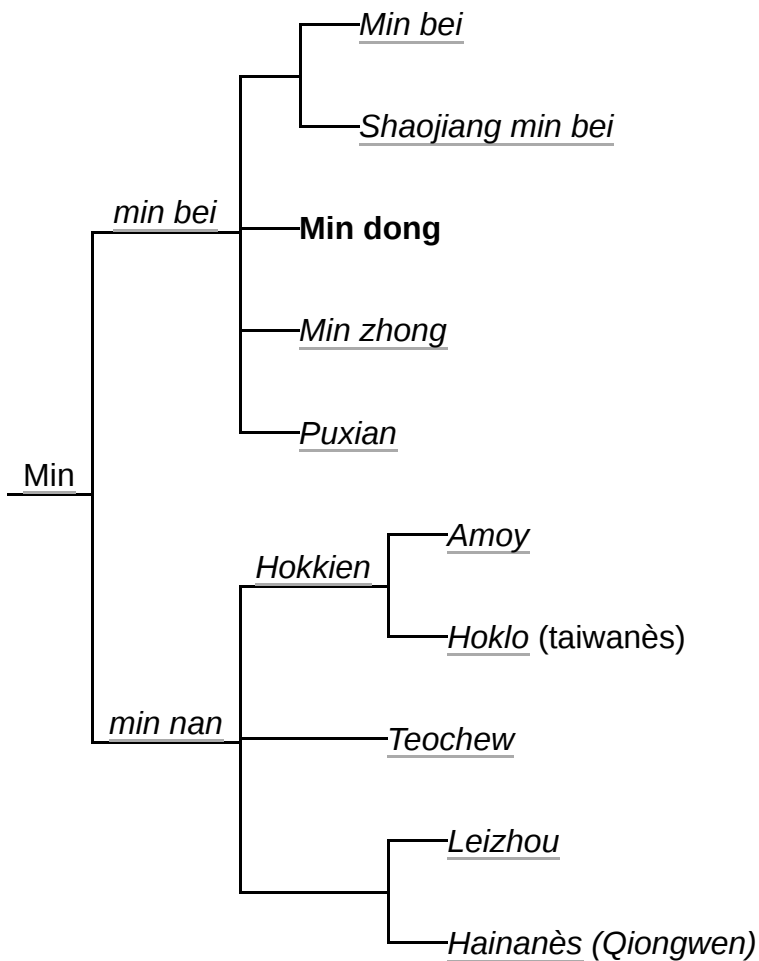 Min bei
Shaojiang min bei
min bei
Min dong
Min zhong
Puxian
Min
Amoy
Hokkien
Hoklo (taiwanès)
min nan
Teochew
Leizhou
Hainanès (Qiongwen)